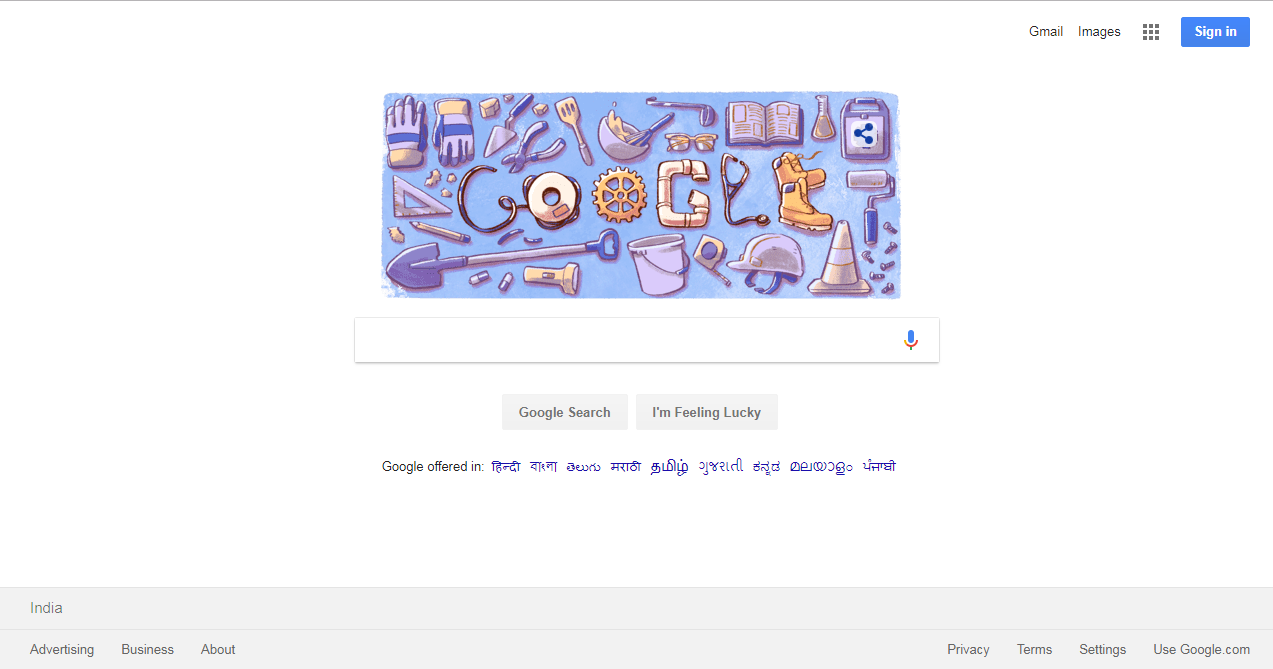 Gmail Images Sign in
GOOGLE
Google Search I'm Feeling Lucky
Google offered in: हिन्दी বাংলা తెలుగు मराठी தமிழ் ગુજરાતી ಕನ್ನಡ മലയാളം ਪੰਜਾਬੀ
India
Advertising Business About Privacy Terms Settings Use Google.com